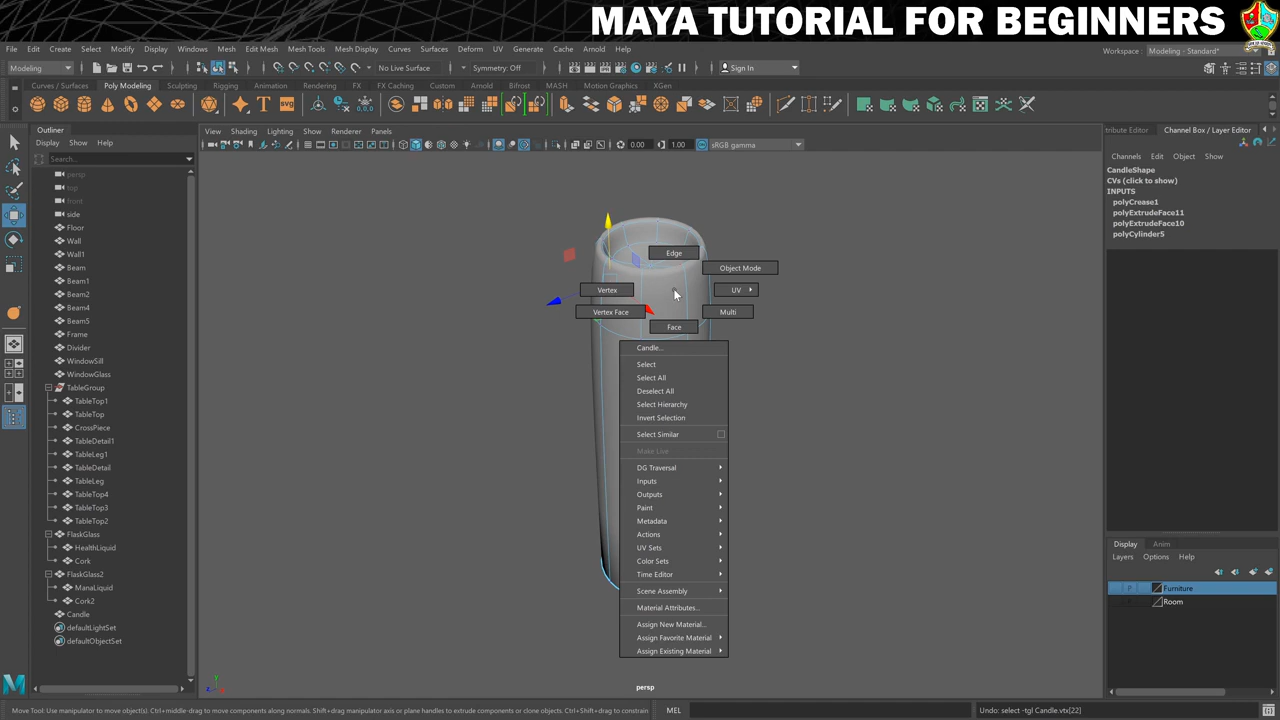 MAYA TUTORIAL FOR BEGINNERS
File Edit Create Select Modify Display Windows Mesh Edit Mesh Mesh Tools Mesh Display Curves Surfaces Deform UV Generate Cache Arnold Help
Workspace : Modeling - Standard*
Modeling No Live Surface Symmetry: Off Sign In
Curves / Surfaces Poly Modeling Sculpting Rigging Animation Rendering FX FX Caching Custom Arnold Bifrost MASH Motion Graphics XGen
svg
Outliner
Display Show Help
Search...
persp
top
front
side
Floor
Wall
Wall1
Beam
Beam1
Beam2
Beam4
Beam5
Frame
Divider
WindowSill
WindowGlass
TableGroup
TableTop1
TableTop
CrossPiece
TableDetail1
TableLeg1
TableDetail
TableLeg
TableTop4
TableTop3
TableTop2
FlaskGlass
HealthLiquid
Cork
FlaskGlass2
ManaLiquid
Cork2
Candle
defaultLightSet
defaultObjectSet
View Shading Lighting Show Renderer Panels
0.00 1.00 sRGB gamma
Edge
Object Mode
Vertex
UV
Vertex Face
Multi
Face
Candle...
Select
Select All
Deselect All
Select Hierarchy
Invert Selection
Select Similar
Make Live
DG Traversal
Inputs
Outputs
Paint
Metadata
Actions
UV Sets
Color Sets
Time Editor
Scene Assembly
Material Attributes...
Assign New Material...
Assign Favorite Material
Assign Existing Material
persp
y
z
tribute Editor Channel Box / Layer Editor
Channels Edit Object Show
CandleShape
CVs (click to show)
INPUTS
polyCrease1
polyExtrudeFace11
polyExtrudeFace10
polyCylinder5
Display Anim
Layers Options Help
P Furniture
Room
Move Tool: Use manipulator to move object(s). Ctrl+middle-drag to move components along normals. Shift+drag manipulator axis or plane handles to extrude components or clone objects. Ctrl+Shift+drag to constrain
MEL
Undo: select -tgl Candle.vtx[22]